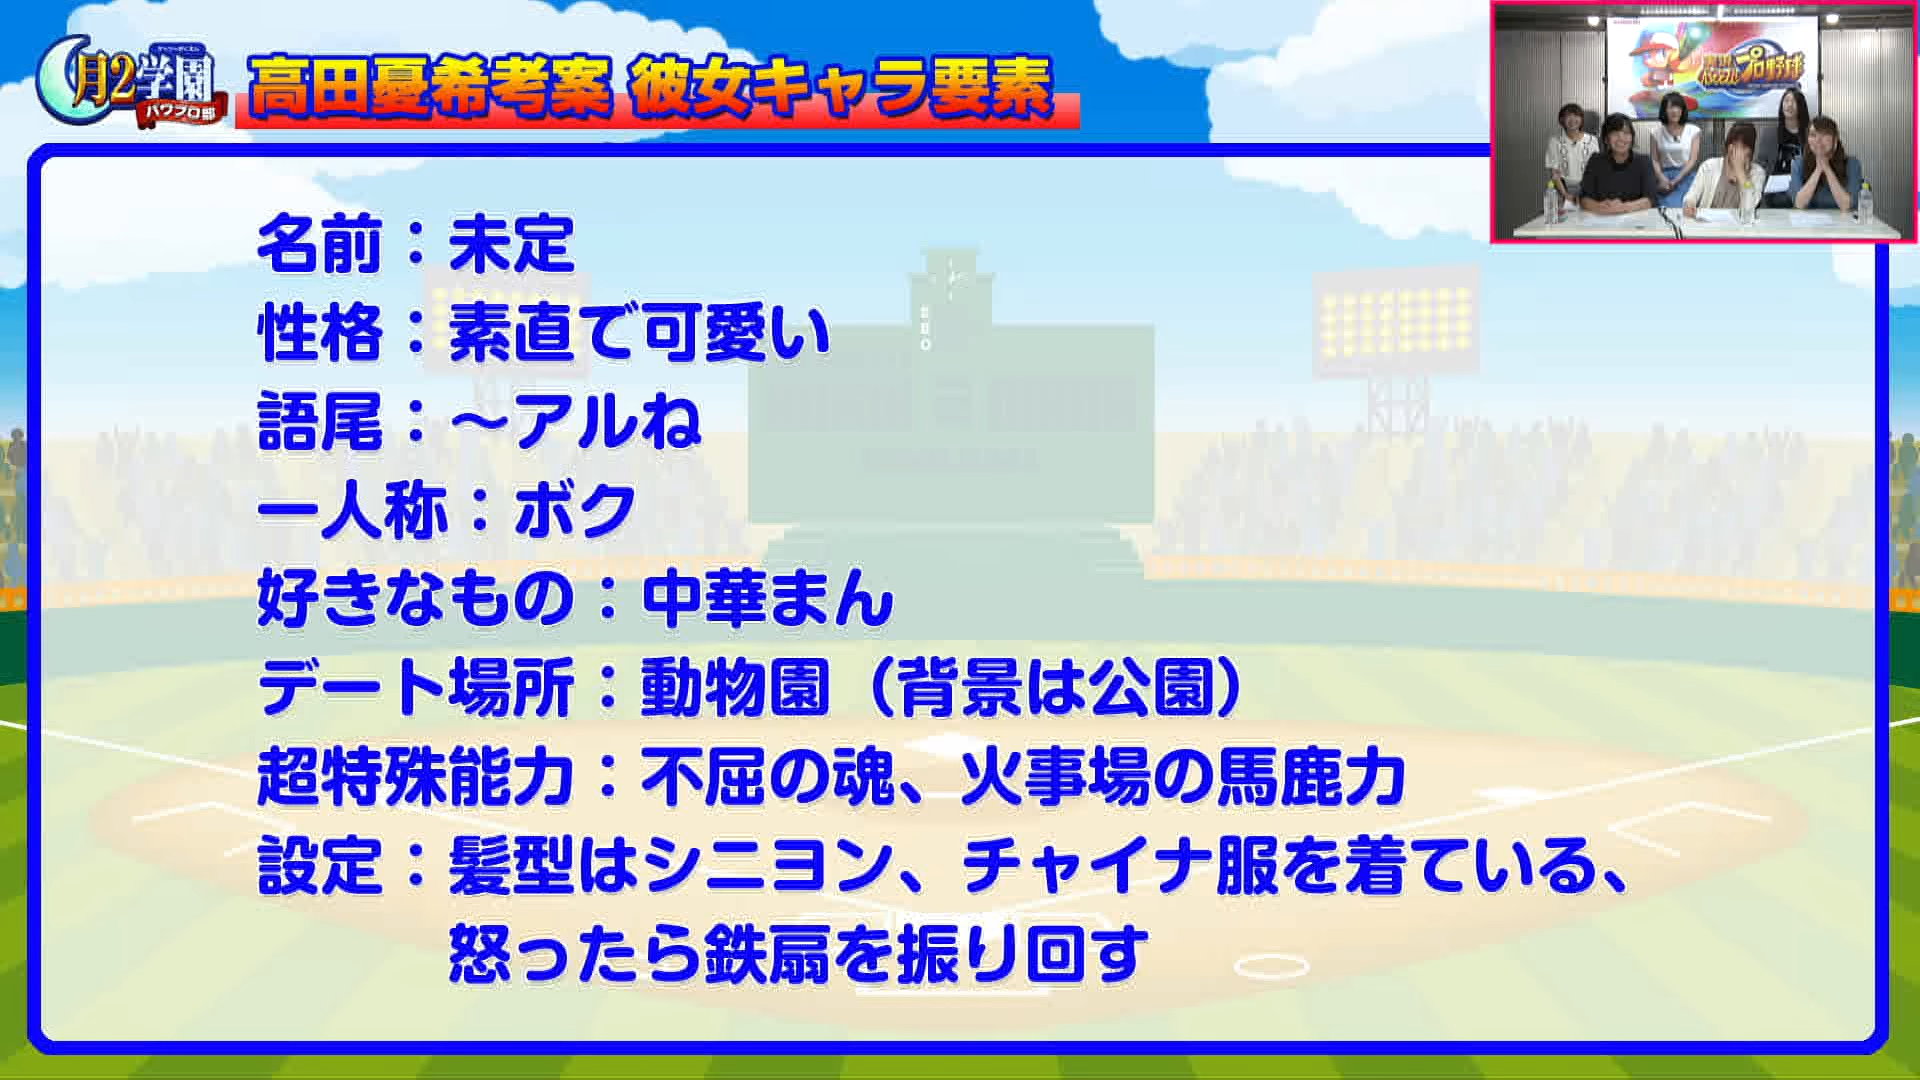 月2学園
パワプロ部
高田憂希考案 彼女キャラ要素
プロ野球
名前：未定
性格：素直で可愛い
語尾：～アルね
一人称：ボク
好きなもの：中華まん
デート場所：動物園（背景は公園）
超特殊能力：不屈の魂、火事場の馬鹿力
設定：髪型はシニヨン、チャイナ服を着ている、
怒ったら鉄扇を振り回す